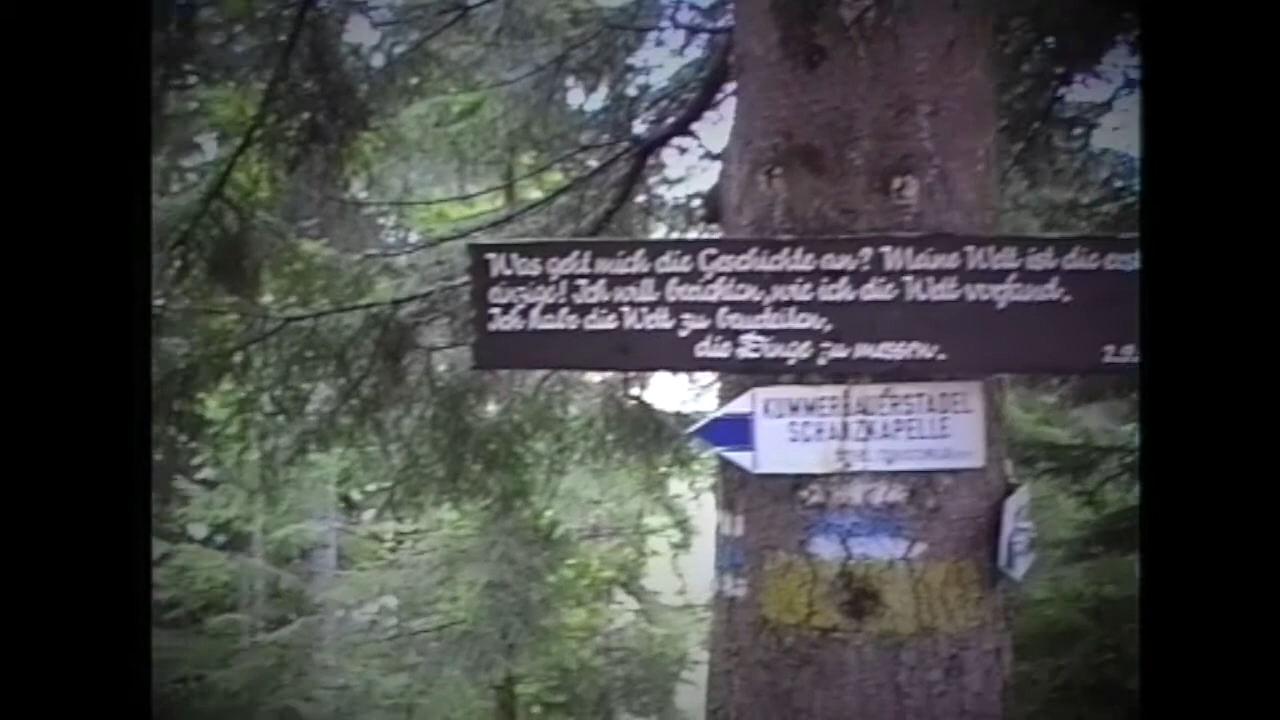 Was geht mich die Geschichte an? Meine Welt ist die
einzige! Ich will berichten, wie ich die Welt vorfand.
Ich habe die Welt zu beurteilen,
die Dinge zu messen.
KUMMERBAUERSTADEL
SCHANZKAPELLE